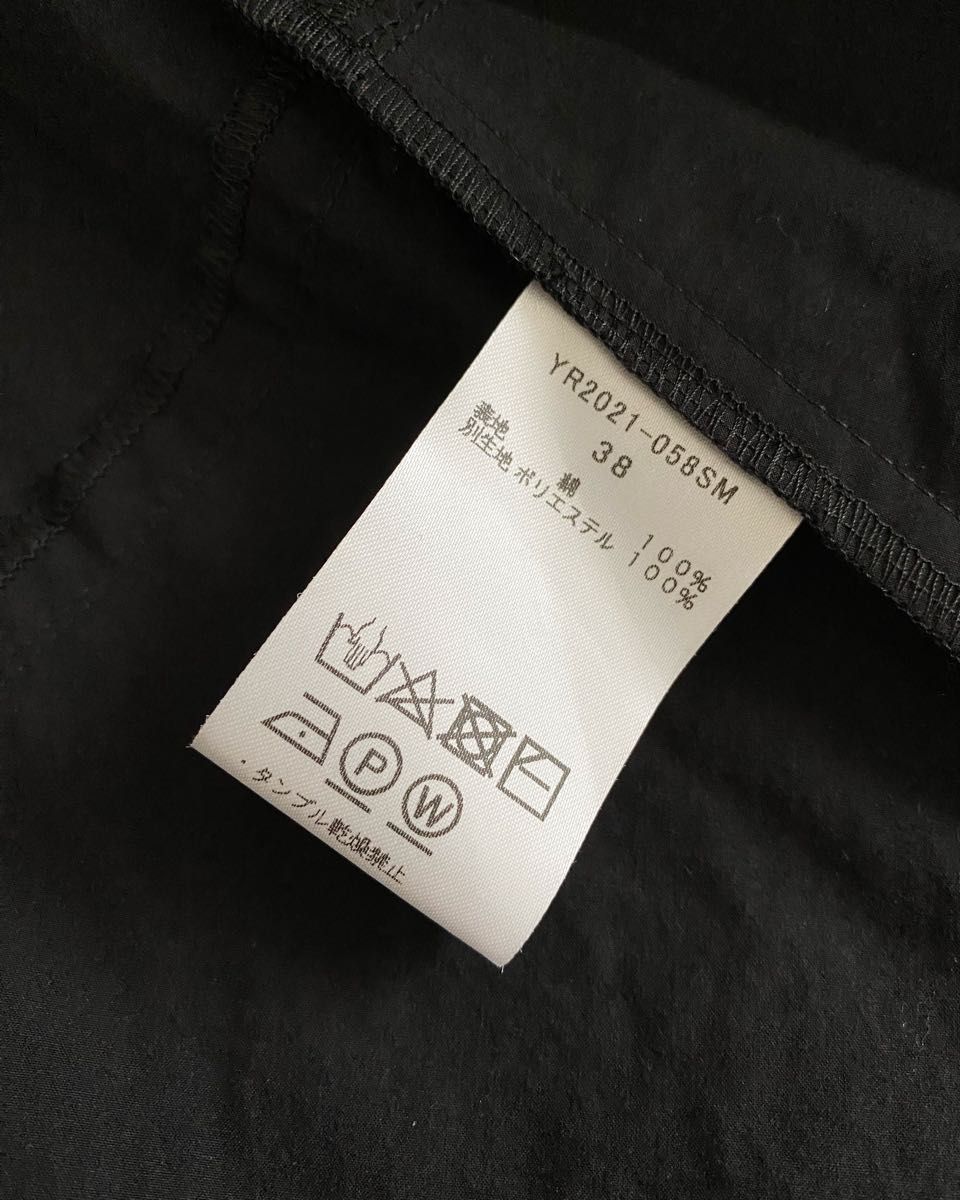 YR2021-058SM
38
表地 綿 100%
別生地 ポリエステル 100%
P W
・タンブル乾燥禁止